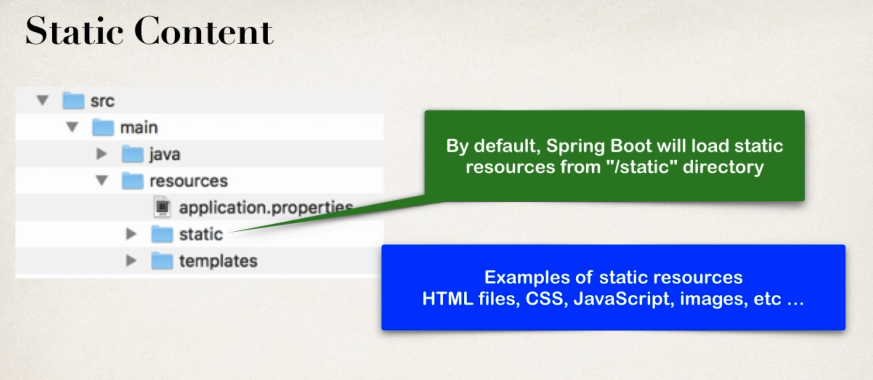 Static Content
src
main
java
resources
application.properties
static
templates
By default, Spring Boot will load static
resources from "/static" directory
Examples of static resources
HTML files, CSS, JavaScript, images, etc ...